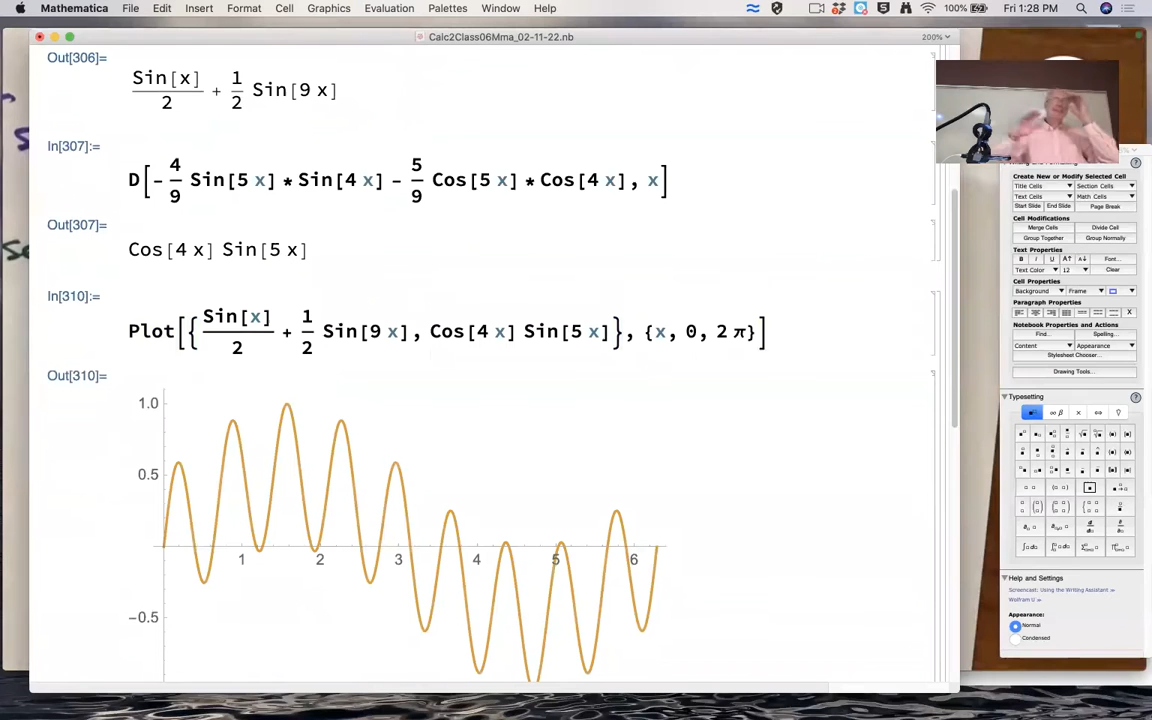 Mathematica File Edit Insert Format Cell Graphics Evaluation Palettes Window Help 100% Fri 1:28 PM
Calc2Class06Mma_02-11-22.nb 200%
Out[306]=
Sin[x]/2 + 1/2 Sin[9 x]
In[307]:=
D[-4/9 Sin[5 x] * Sin[4 x] - 5/9 Cos[5 x] * Cos[4 x], x]
Out[307]=
Cos[4 x] Sin[5 x]
In[310]:=
Plot[{Sin[x]/2 + 1/2 Sin[9 x], Cos[4 x] Sin[5 x]}, {x, 0, 2 π}]
Out[310]=
1.0
0.5
1 2 3 4 5 6
-0.5
Create New or Modify Selected Cell
Title Cells Section Cells
Text Cells Math Cells
Start Slide End Slide Page Break
Cell Modifications
Merge Cells Divide Cell
Group Together Group Normally
Text Properties
B I U A↑ A↓ Font...
Text Color 12 Clear
Cell Properties
Background Frame
Paragraph Properties
Notebook Properties and Actions
Find... Spelling...
Content Appearance
Stylesheet Chooser...
Drawing Tools...
Typesetting
Help and Settings
Screencast: Using the Writing Assistant »
Wolfram U »
Appearance:
Normal
Condensed